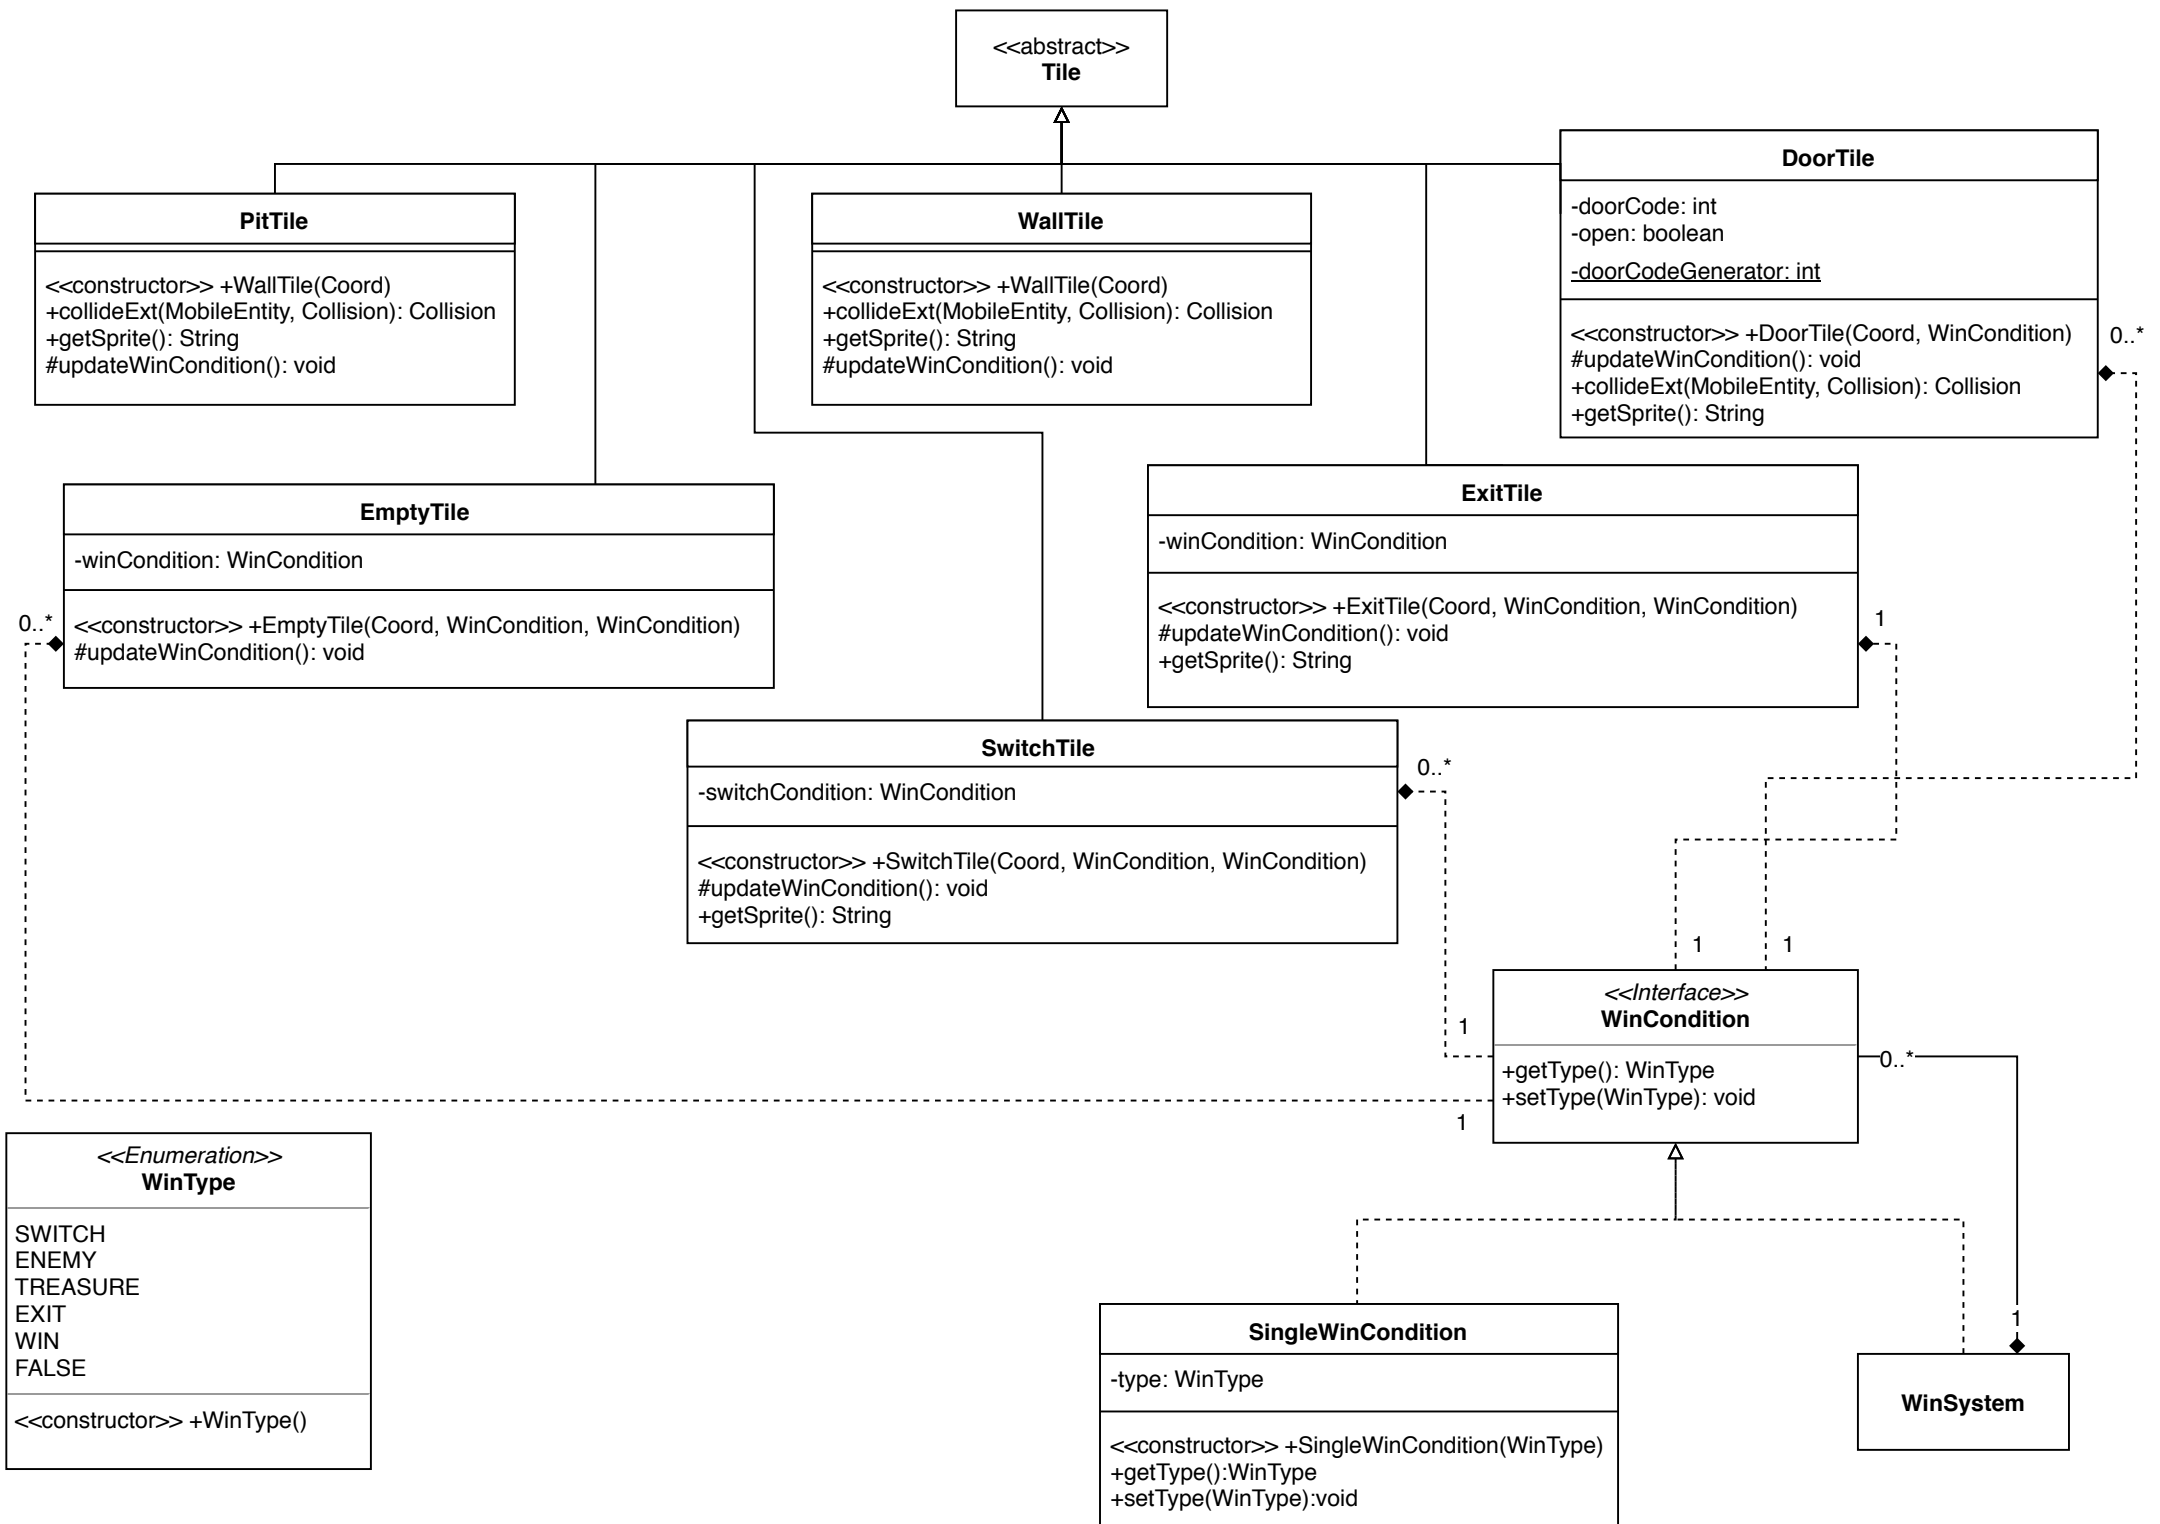 <<abstract>>
Tile
PitTile
<<constructor>> +WallTile(Coord)
+collideExt(MobileEntity, Collision): Collision
+getSprite(): String
#updateWinCondition(): void
WallTile
<<constructor>> +WallTile(Coord)
+collideExt(MobileEntity, Collision): Collision
+getSprite(): String
#updateWinCondition(): void
DoorTile
-doorCode: int
-open: boolean
-doorCodeGenerator: int
<<constructor>> +DoorTile(Coord, WinCondition)
#updateWinCondition(): void
+collideExt(MobileEntity, Collision): Collision
+getSprite(): String
0..*
EmptyTile
-winCondition: WinCondition
<<constructor>> +EmptyTile(Coord, WinCondition, WinCondition)
#updateWinCondition(): void
0..*
ExitTile
-winCondition: WinCondition
<<constructor>> +ExitTile(Coord, WinCondition, WinCondition)
#updateWinCondition(): void
+getSprite(): String
1
SwitchTile
-switchCondition: WinCondition
<<constructor>> +SwitchTile(Coord, WinCondition, WinCondition)
#updateWinCondition(): void
+getSprite(): String
0..*
1
1
1
1
<<Interface>>
WinCondition
+getType(): WinType
+setType(WinType): void
0..*
<<Enumeration>>
WinType
SWITCH
ENEMY
TREASURE
EXIT
WIN
FALSE
<<constructor>> +WinType()
SingleWinCondition
-type: WinType
<<constructor>> +SingleWinCondition(WinType)
+getType():WinType
+setType(WinType):void
1
WinSystem